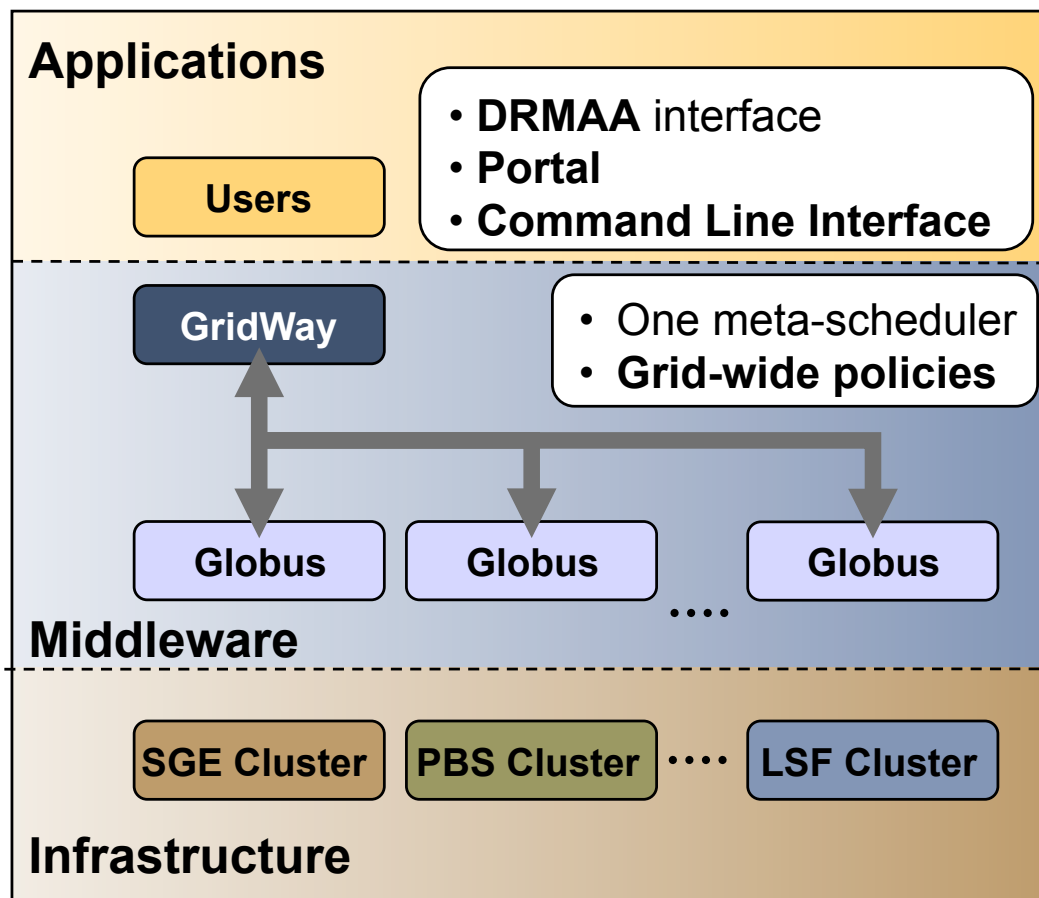 Applications
• DRMAA interface
• Portal
• Command Line Interface
Users
GridWay
• One meta-scheduler
• Grid-wide policies
Globus
Globus
Globus
....
Middleware
SGE Cluster
PBS Cluster
....
LSF Cluster
Infrastructure